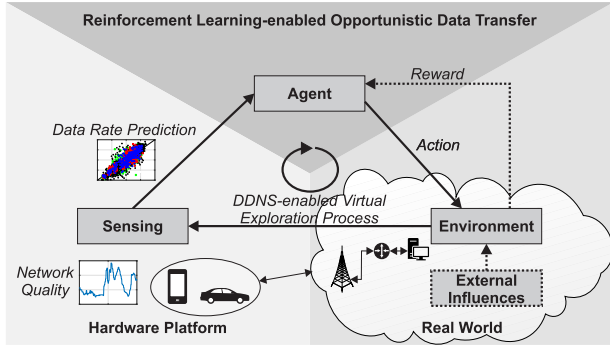 Reinforcement Learning-enabled Opportunistic Data Transfer
Reward
Agent
Data Rate Prediction
Action
DDNS-enabled Virtual
Exploration Process
Sensing
Environment
Network
Quality
External
Influences
Hardware Platform
Real World